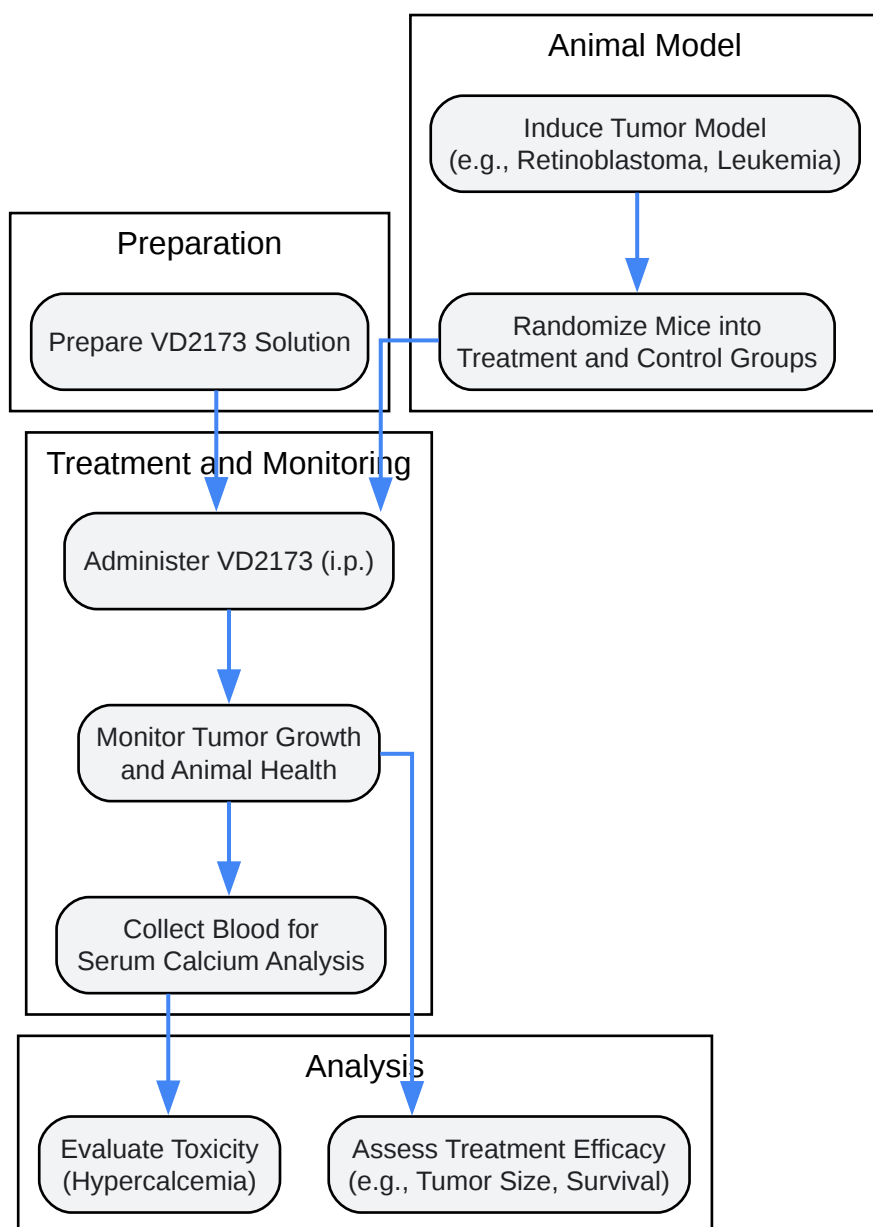 Animal Model
Induce Tumor Model
(e.g., Retinoblastoma, Leukemia)
Preparation
Prepare VD2173 Solution
Randomize Mice into
Treatment and Control Groups
Treatment and Monitoring
Administer VD2173 (i.p.)
Monitor Tumor Growth
and Animal Health
Collect Blood for
Serum Calcium Analysis
Analysis
Evaluate Toxicity
(Hypercalcemia)
Assess Treatment Efficacy
(e.g., Tumor Size, Survival)